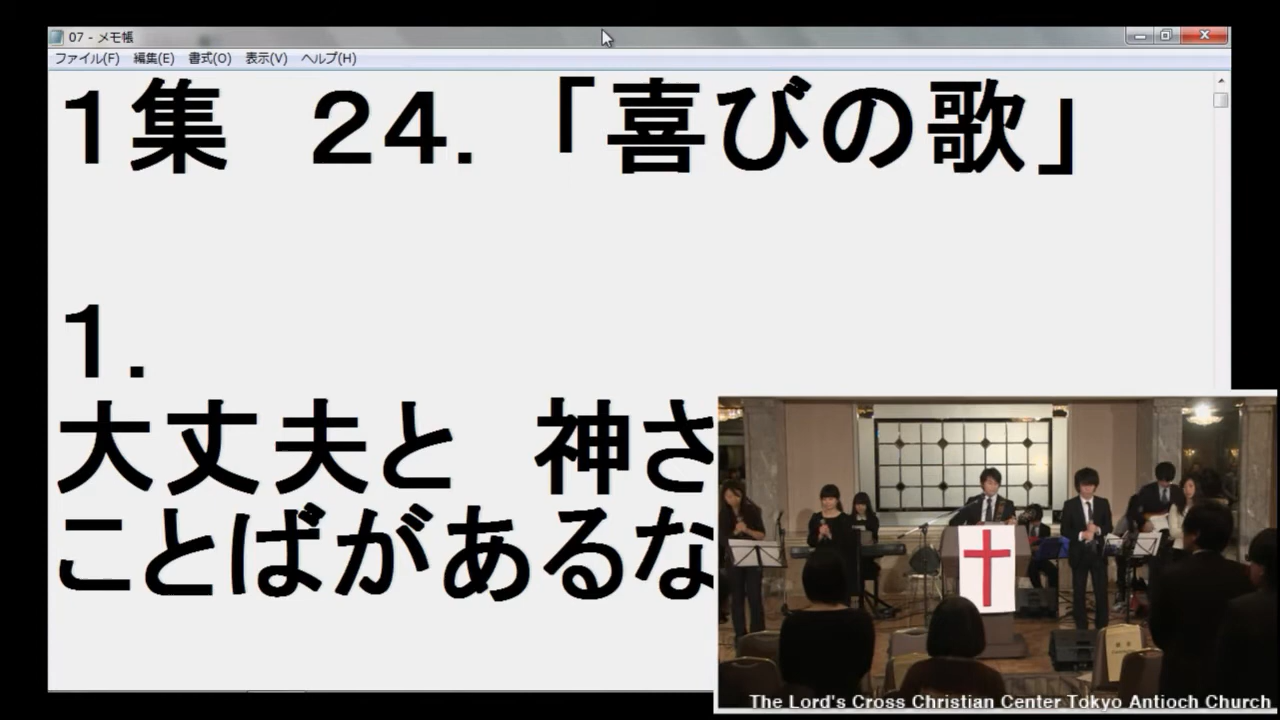 07 - メモ帳
ファイル(F) 編集(E) 書式(O) 表示(V) ヘルプ(H)
1集　24.「喜びの歌」
1.
大丈夫と　神さ
ことばがあるな
The Lord's Cross Christian Center Tokyo Antioch Church